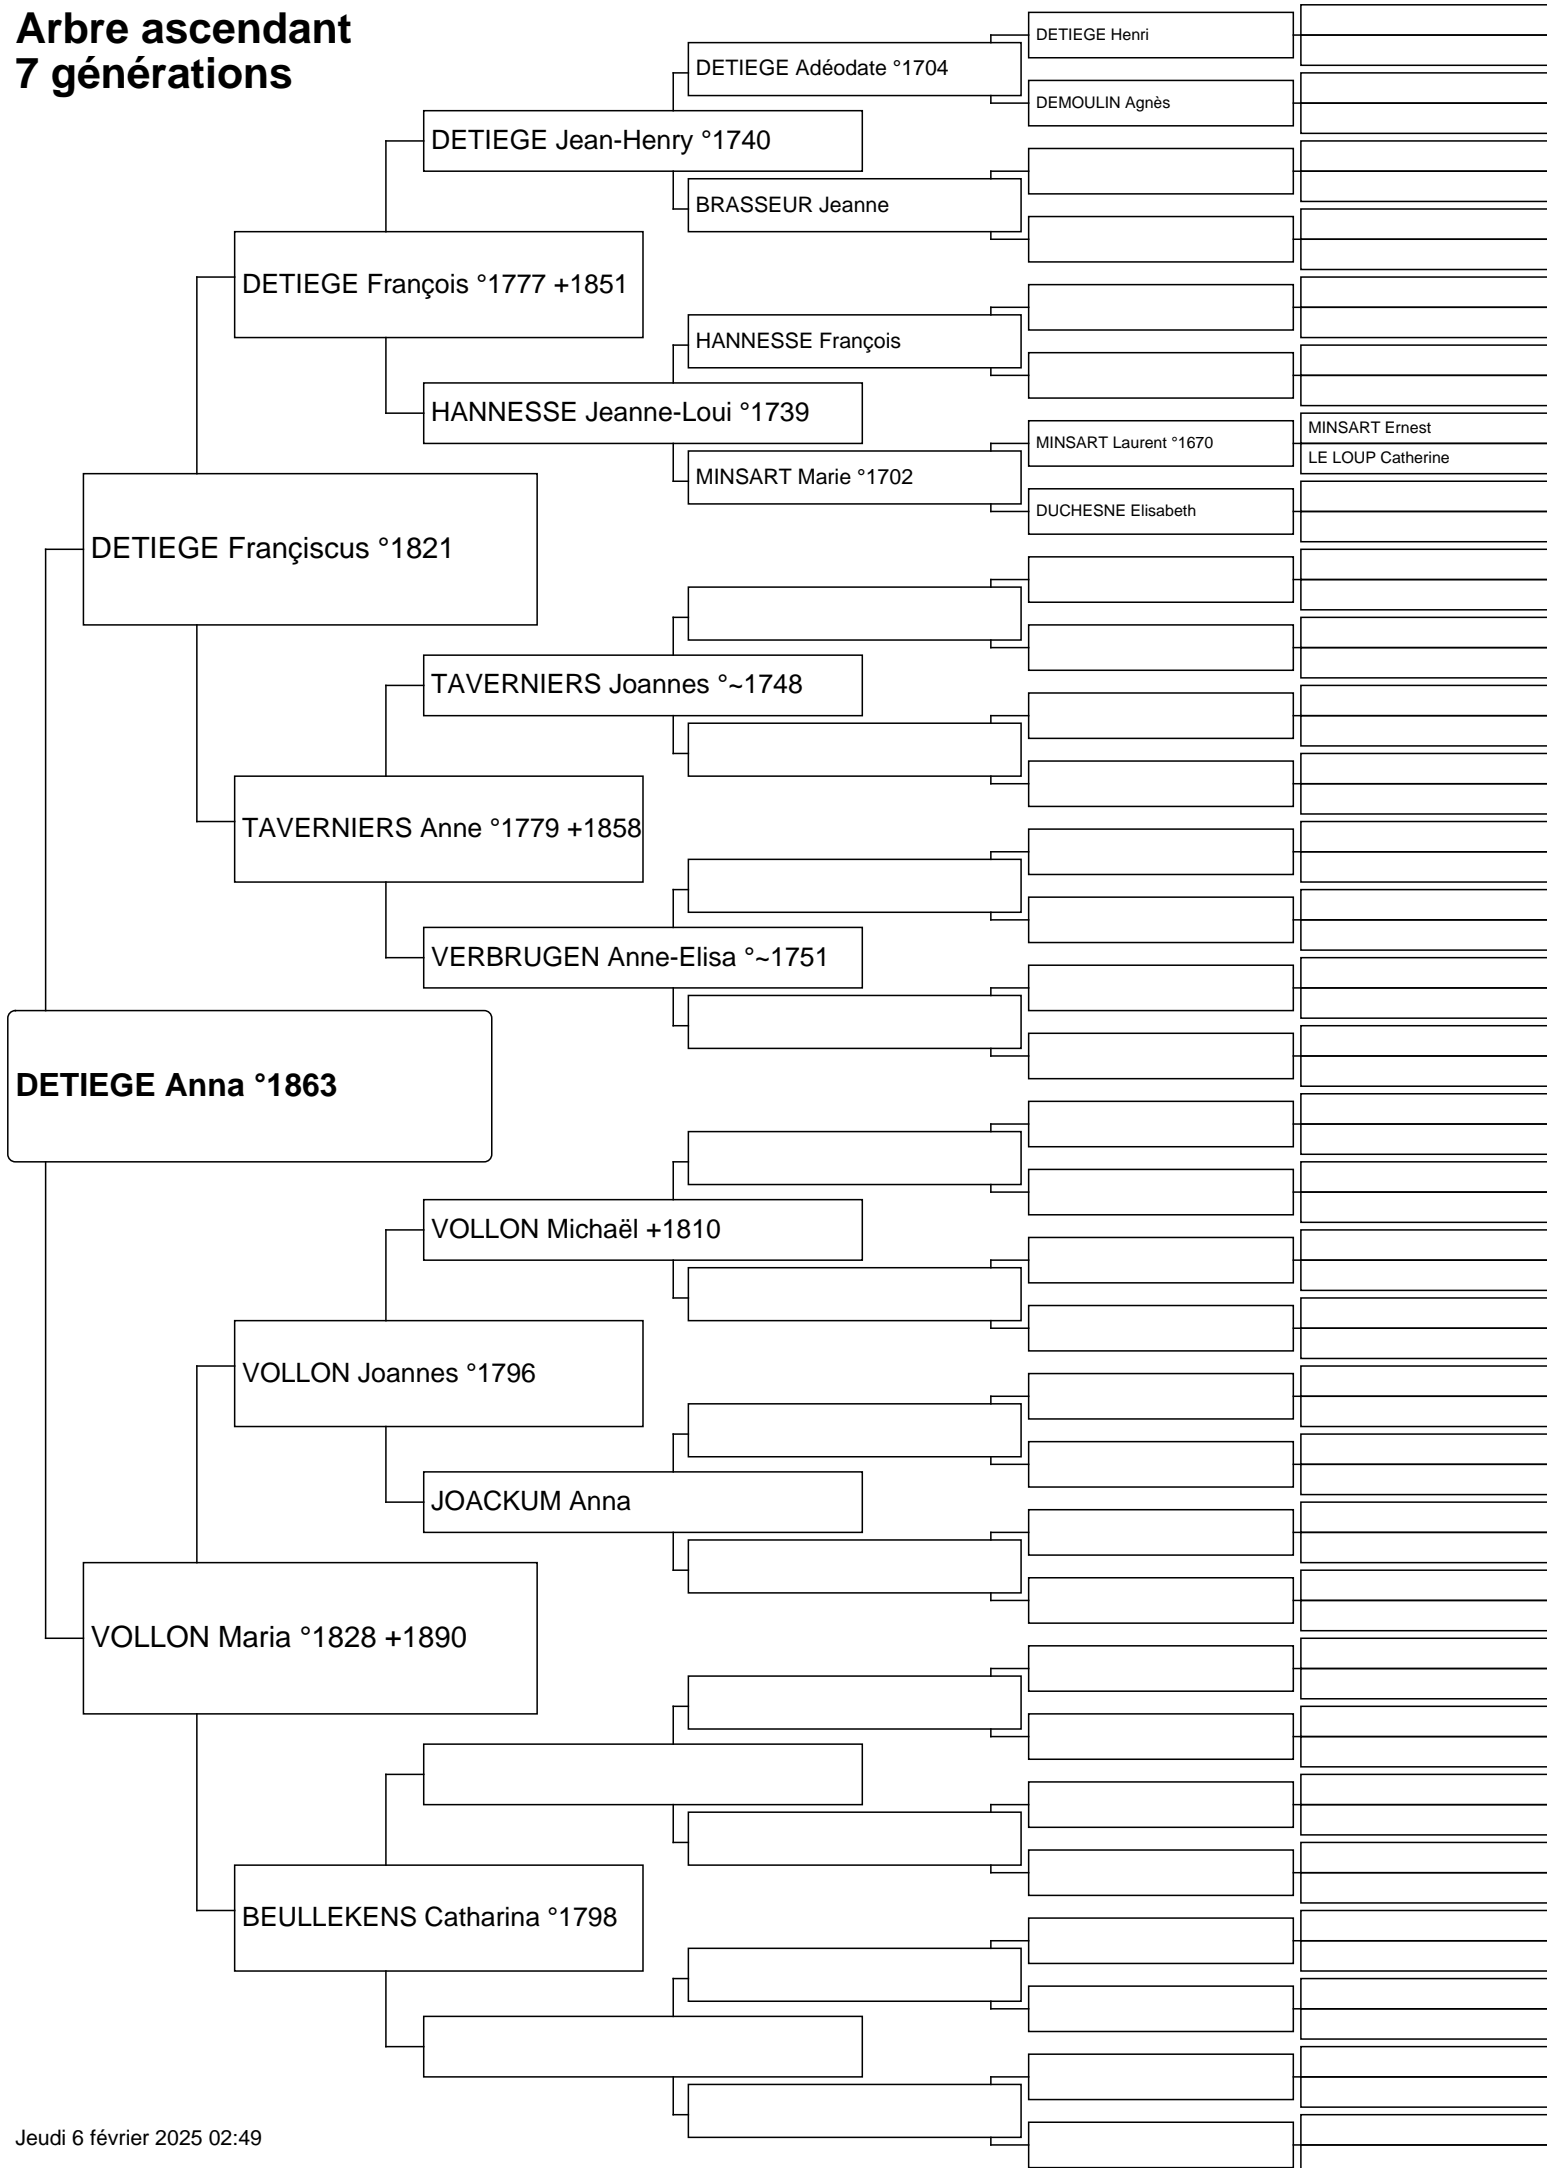 Arbre ascendant
7 générations
DETIEGE Henri
DETIEGE Adéodate °1704
DEMOULIN Agnès
DETIEGE Jean-Henry °1740
BRASSEUR Jeanne
DETIEGE François °1777 +1851
HANNESSE François
HANNESSE Jeanne-Loui °1739
MINSART Ernest
MINSART Laurent °1670
LE LOUP Catherine
MINSART Marie °1702
DUCHESNE Elisabeth
DETIEGE Françiscus °1821
TAVERNIERS Joannes °~1748
TAVERNIERS Anne °1779 +1858
VERBRUGEN Anne-Elisa °~1751
DETIEGE Anna °1863
VOLLON Michaël +1810
VOLLON Joannes °1796
JOACKUM Anna
VOLLON Maria °1828 +1890
BEULLEKENS Catharina °1798
Jeudi 6 février 2025 02:49